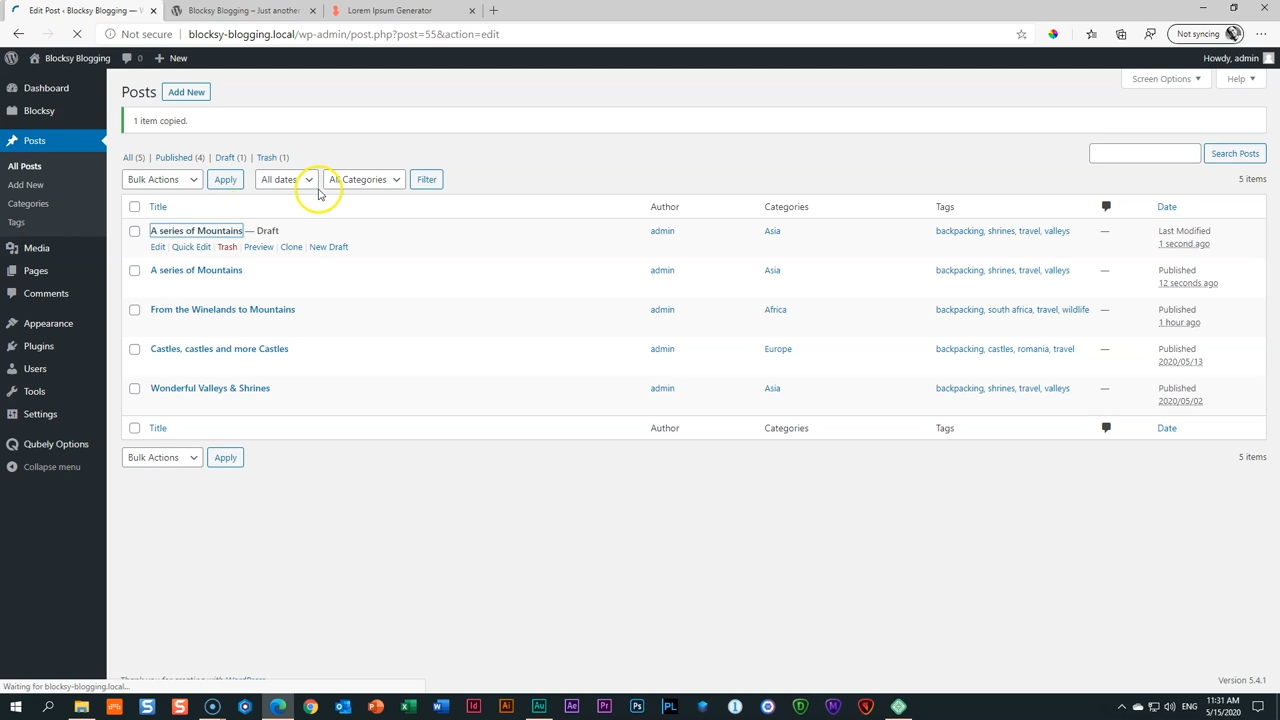 Edit Post ‹ Blocksy Blogging — W
Blocksy Blogging – Just another
Lorem Ipsum Generator
Not secure
blocksy-blogging.local/wp-admin/post.php?post=55&action=edit
Not syncing
Blocksy Blogging
0
New
Howdy, admin
Dashboard
Blocksy
Posts
All Posts
Add New
Categories
Tags
Media
Pages
Comments
Appearance
Plugins
Users
Tools
Settings
Qubely Options
Collapse menu
Screen Options
Help
Posts
Add New
1 item copied.
All (5) | Published (4) | Draft (1) | Trash (1)
Search Posts
Bulk Actions
Apply
All dates
All Categories
Filter
5 items
Title
Author
Categories
Tags
Date
A series of Mountains — Draft
admin
Asia
backpacking, shrines, travel, valleys
—
Last Modified
1 second ago
Edit | Quick Edit | Trash | Preview | Clone | New Draft
A series of Mountains
admin
Asia
backpacking, shrines, travel, valleys
—
Published
12 seconds ago
From the Winelands to Mountains
admin
Africa
backpacking, south africa, travel, wildlife
—
Published
1 hour ago
Castles, castles and more Castles
admin
Europe
backpacking, castles, romania, travel
—
Published
2020/05/13
Wonderful Valleys & Shrines
admin
Asia
backpacking, shrines, travel, valleys
—
Published
2020/05/02
Title
Author
Categories
Tags
Date
Bulk Actions
Apply
5 items
Thank you for creating with WordPress.
Version 5.4.1
Waiting for blocksy-blogging.local...
11:31 AM
5/15/2020